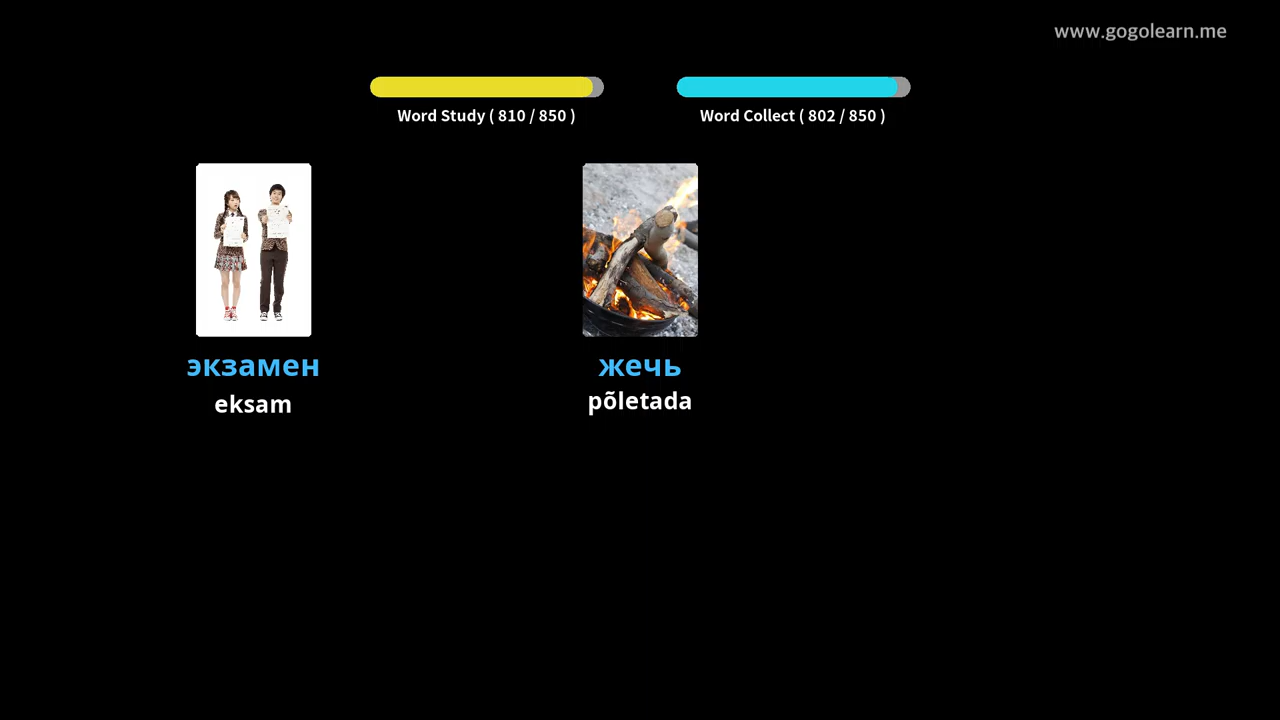 www.gogolearn.me
Word Study ( 810 / 850 )
Word Collect ( 802 / 850 )
экзамен
eksam
жечь
põletada